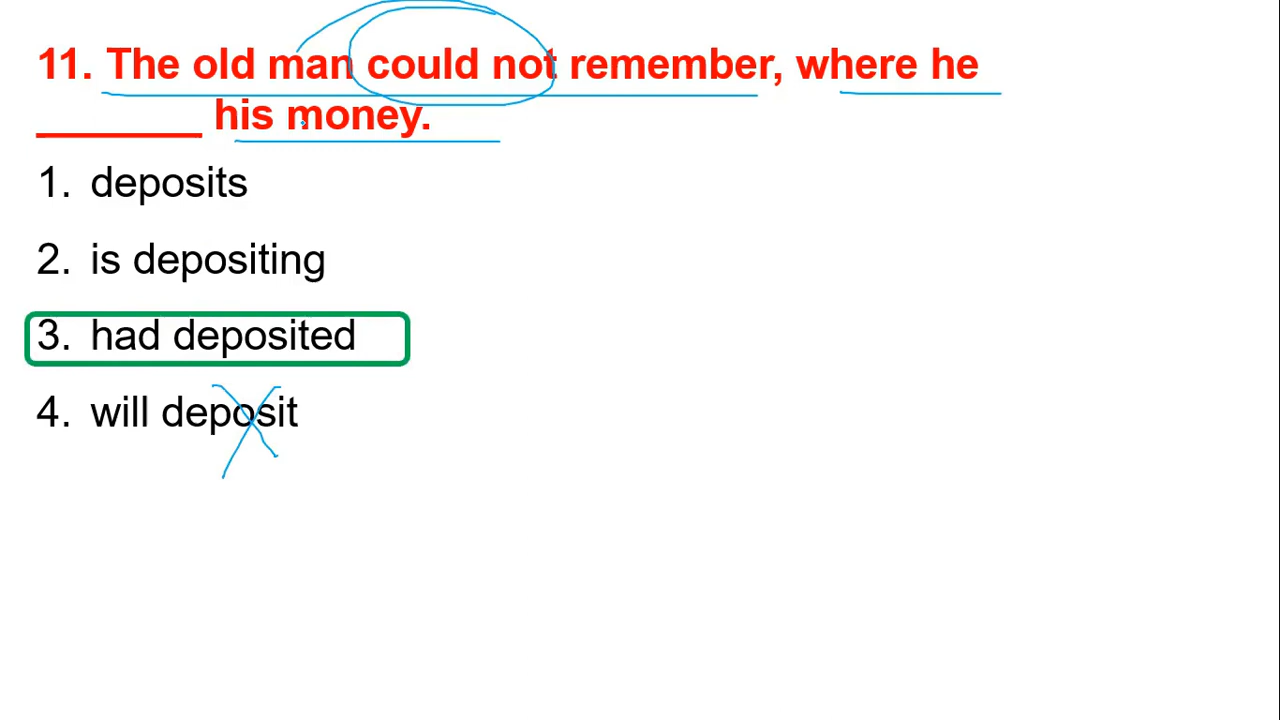 11. The old man could not remember, where he
_______ his money.
1. deposits
2. is depositing
3. had deposited
4. will deposit